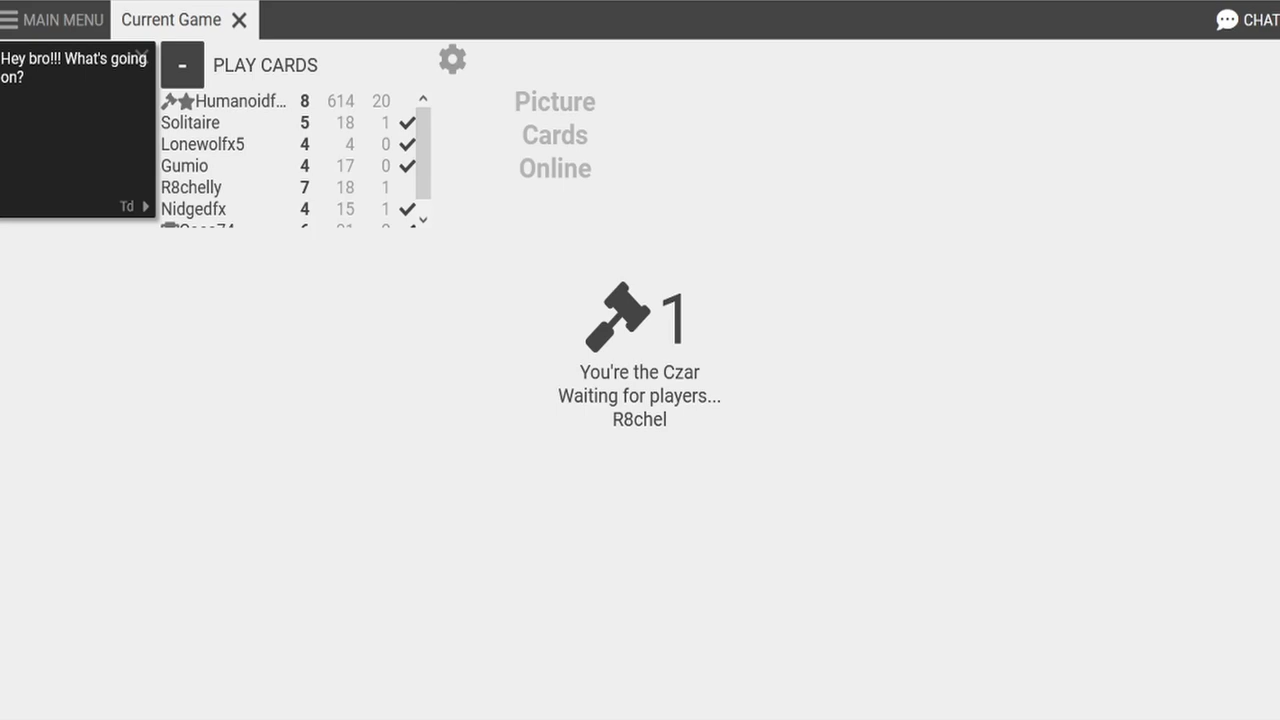 MAIN MENU
Current Game
CHAT
Hey bro!!! What's going
on?
Td
-
PLAY CARDS
Humanoidf... 8 614 20
Solitaire 5 18 1
Lonewolfx5 4 4 0
Gumio 4 17 0
R8chelly 7 18 1
Nidgedfx 4 15 1
Picture
Cards
Online
1
You're the Czar
Waiting for players...
R8chel